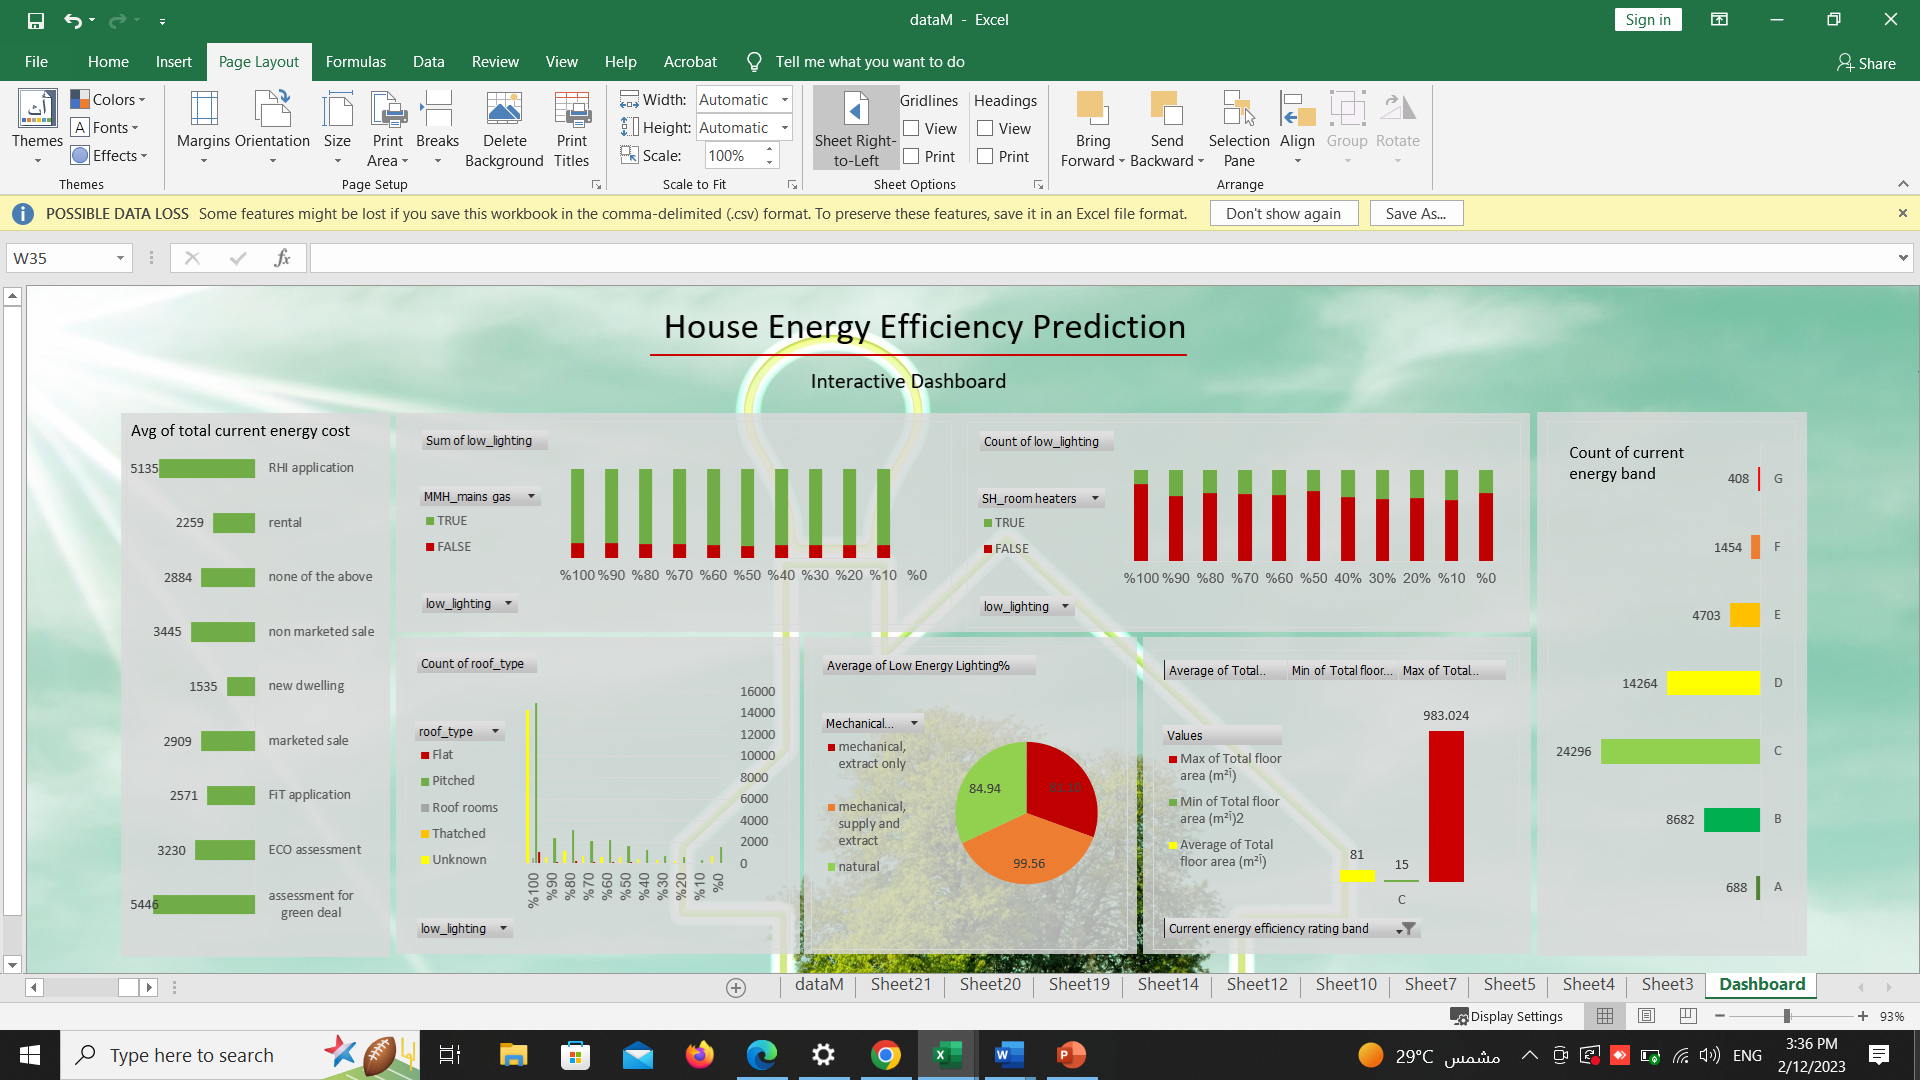 dataM - Excel
Sign in
File Home Insert Page Layout Formulas Data Review View Help Acrobat Tell me what you want to do
Share
Themes
Colors
Fonts
Effects
Margins Orientation Size Print Area Breaks Delete Background Print Titles
Width: Automatic
Height: Automatic
Scale: 100%
Sheet Right-to-Left
Gridlines Headings
View View
Print Print
Bring Forward Send Backward Selection Pane Align Group Rotate
Themes Page Setup Scale to Fit Sheet Options Arrange
POSSIBLE DATA LOSS Some features might be lost if you save this workbook in the comma-delimited (.csv) format. To preserve these features, save it in an Excel file format. Don't show again Save As...
W35 fx
House Energy Efficiency Prediction
Interactive Dashboard
Avg of total current energy cost
5135 RHI application
2259 rental
2884 none of the above
3445 non marketed sale
1535 new dwelling
2909 marketed sale
2571 FiT application
3230 ECO assessment
5446 assessment for
green deal
Sum of low_lighting
MMH_mains gas
TRUE
FALSE
%100 %90 %80 %70 %60 %50 %40 %30 %20 %10 %0
low_lighting
Count of low_lighting
SH_room heaters
TRUE
FALSE
%100 %90 %80 %70 %60 %50 40% 30% 20% %10 %0
low_lighting
Count of roof_type
roof_type
Flat
Pitched
Roof rooms
Thatched
Unknown
16000
14000
12000
10000
8000
6000
4000
2000
0
%100 %90 %80 %70 %60 %50 %40 %30 %20 %10 %0
low_lighting
Average of Low Energy Lighting%
Mechanical...
mechanical,
extract only
mechanical,
supply and
extract
natural
84.94
99.56
Average of Total.. Min of Total floor... Max of Total...
Values
Max of Total floor
area (m²)
Min of Total floor
area (m²)2
Average of Total
floor area (m²)
983.024
81
15
C
Current energy efficiency rating band
Count of current
energy band
408 G
1454 F
4703 E
14264 D
24296 C
8682 B
688 A
dataM Sheet21 Sheet20 Sheet19 Sheet14 Sheet12 Sheet10 Sheet7 Sheet5 Sheet4 Sheet3 Dashboard
Display Settings 93%
Type here to search
29°C مشمس
ENG
3:36 PM
2/12/2023